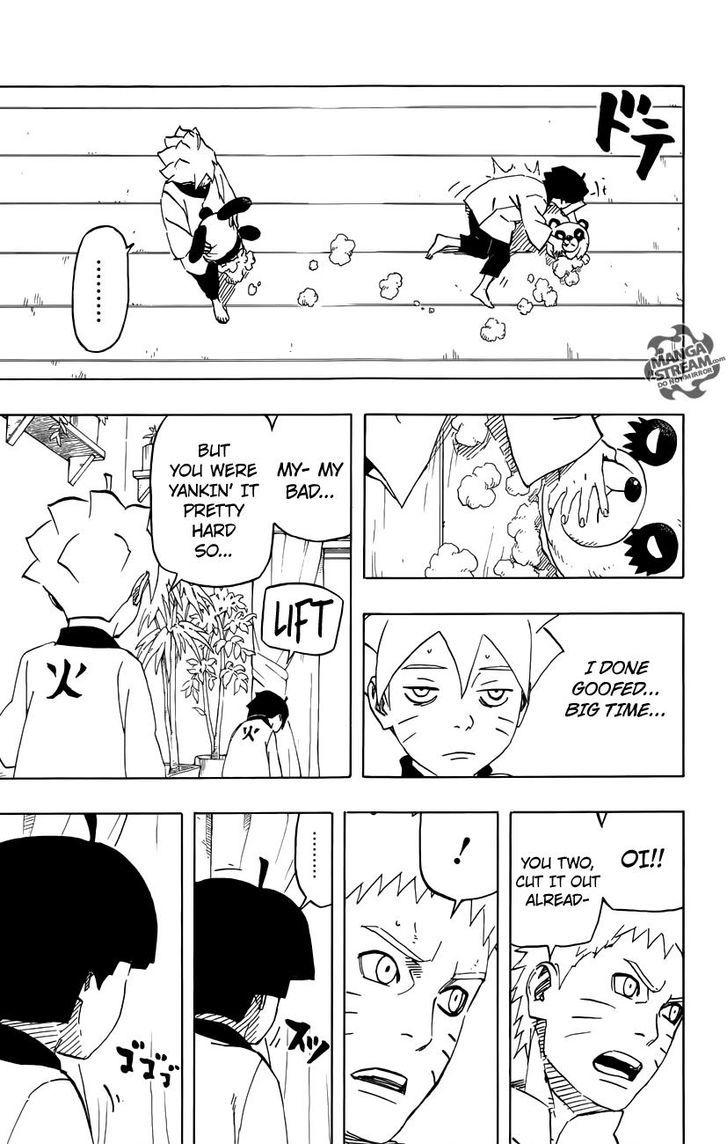 ドテ
MANGA
STREAM.com
DO NOT MIRROR
........
MY- MY
BAD...
BUT
YOU WERE
YANKIN' IT
PRETTY
HARD
SO...
LIFT
火
火
I DONE
GOOFED...
BIG TIME...
OI!!
YOU TWO,
CUT IT OUT
ALREAD-
!
........
スッ
ゴゴゴ